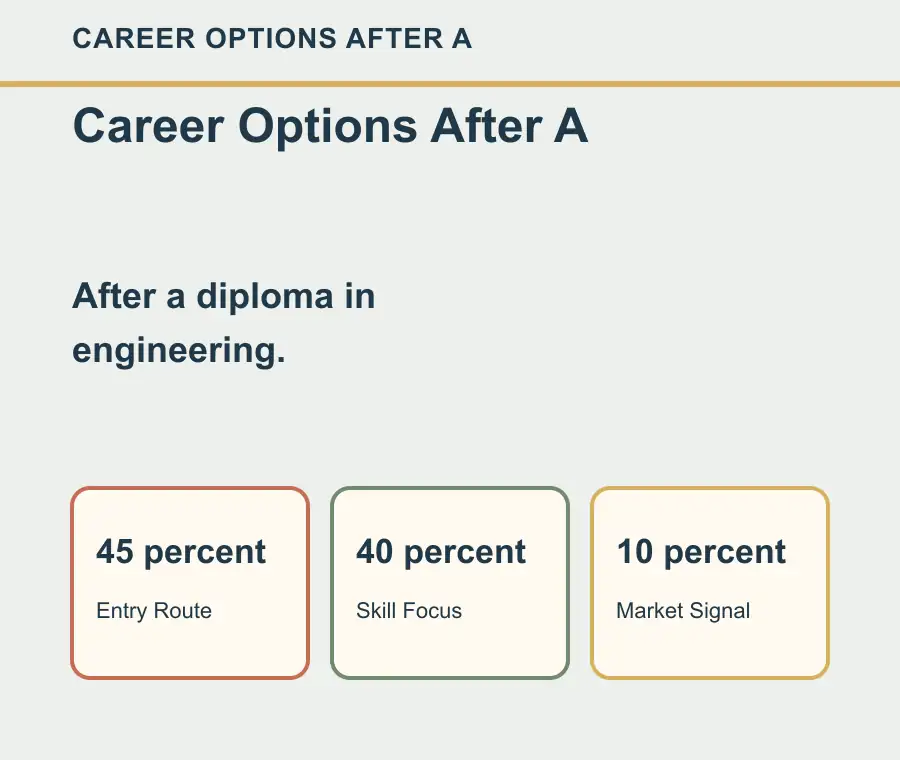 CAREER OPTIONS AFTER A
Career Options After A
After a diploma in
engineering.
45 percent
Entry Route
40 percent
Skill Focus
10 percent
Market Signal